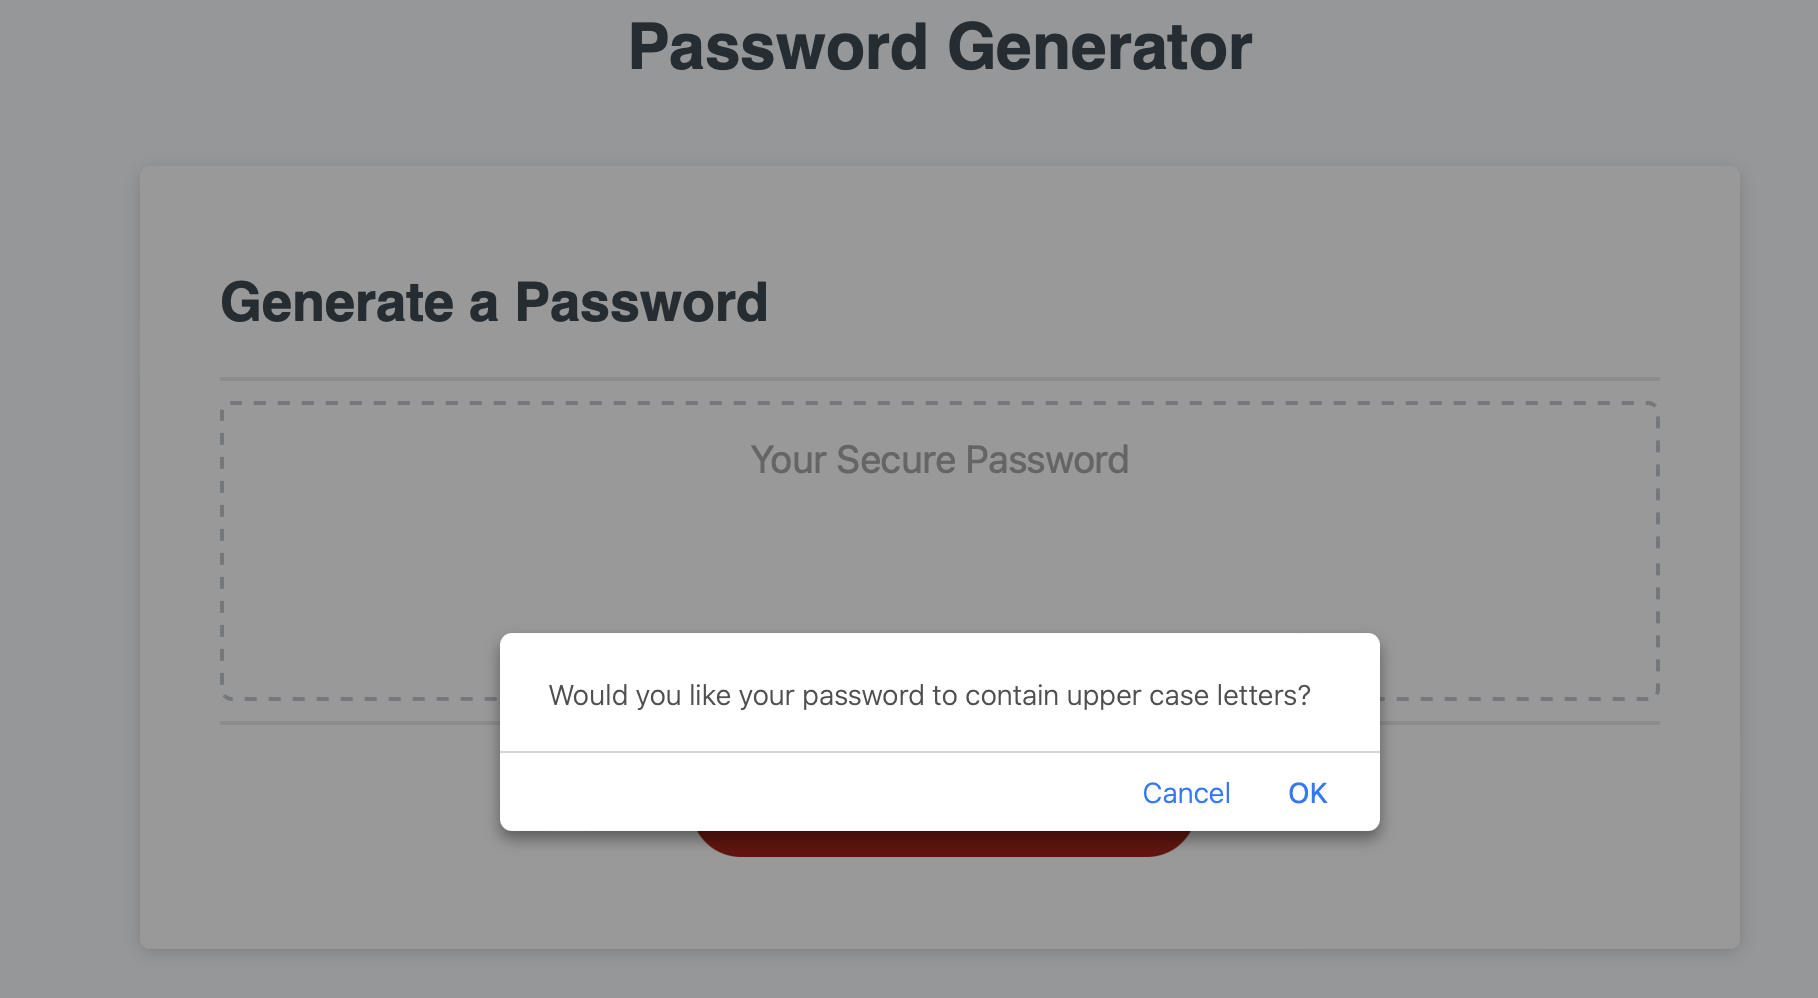 Password Generator
Generate a Password
Your Secure Password
Would you like your password to contain upper case letters?
Cancel OK